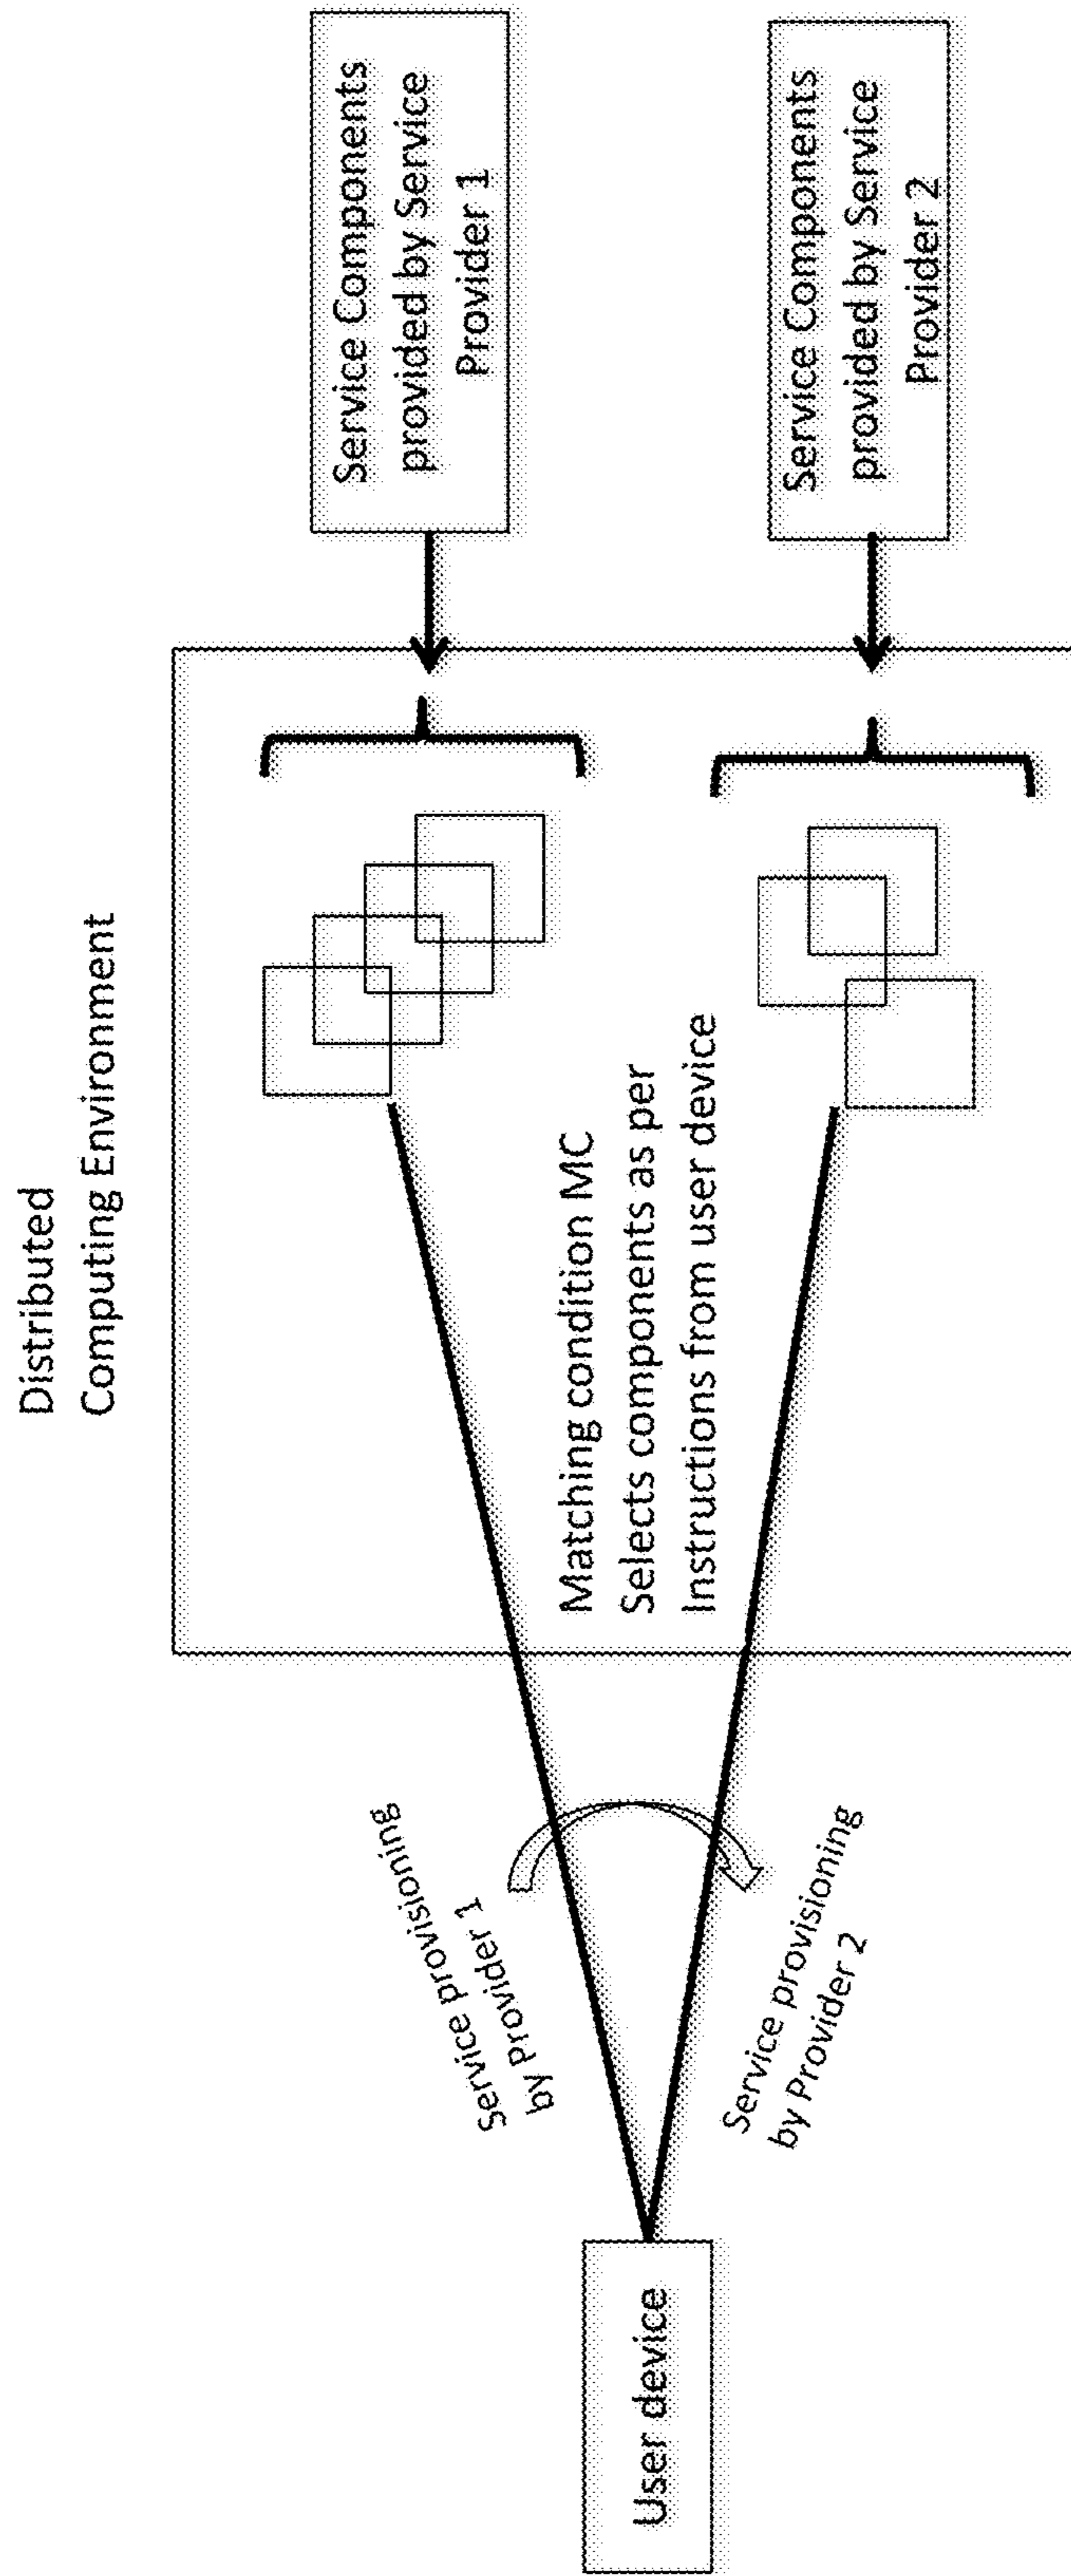 Distributed
Computing Environment
Service Components
provided by Service
Provider 1
Service Components
provided by Service
Provider 2
Matching condition MC
Selects components as per
Instructions from user device
Service provisioning
by Provider 1
Service provisioning
by Provider 2
User device